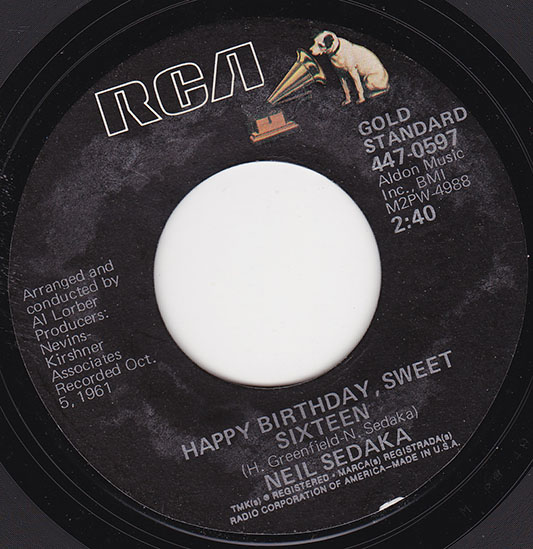 RCA
GOLD
STANDARD
447-0597
Aldon Music
Inc., BMI
M2PW-4988
2:40
Arranged and
conducted by
Al Lorber
Producers:
Nevins-
Kirshner
Associates
Recorded Oct.
5, 1961
HAPPY BIRTHDAY, SWEET
SIXTEEN
(H. Greenfield-N. Sedaka)
NEIL SEDAKA
TMK(s) ® REGISTERED • MARCA(s) REGISTRADA(s)
RADIO CORPORATION OF AMERICA—MADE IN U.S.A.